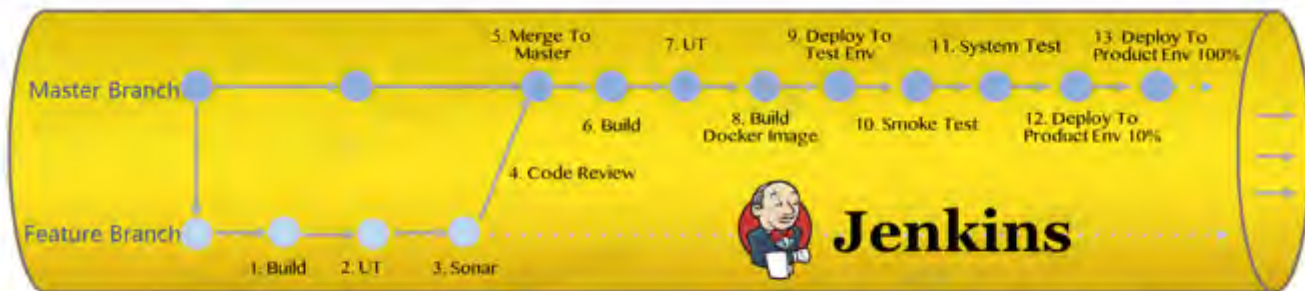 5. Merge To
Master
7. UT
9. Deploy To
Test Env
11. System Test
13. Deploy To
Product Env 100%
Master Branch
6. Build
8. Build
Docker Image
10. Smoke Test
12. Deploy To
Product Env 10%
4. Code Review
Feature Branch
Jenkins
1. Build
2. UT
3. Sonar